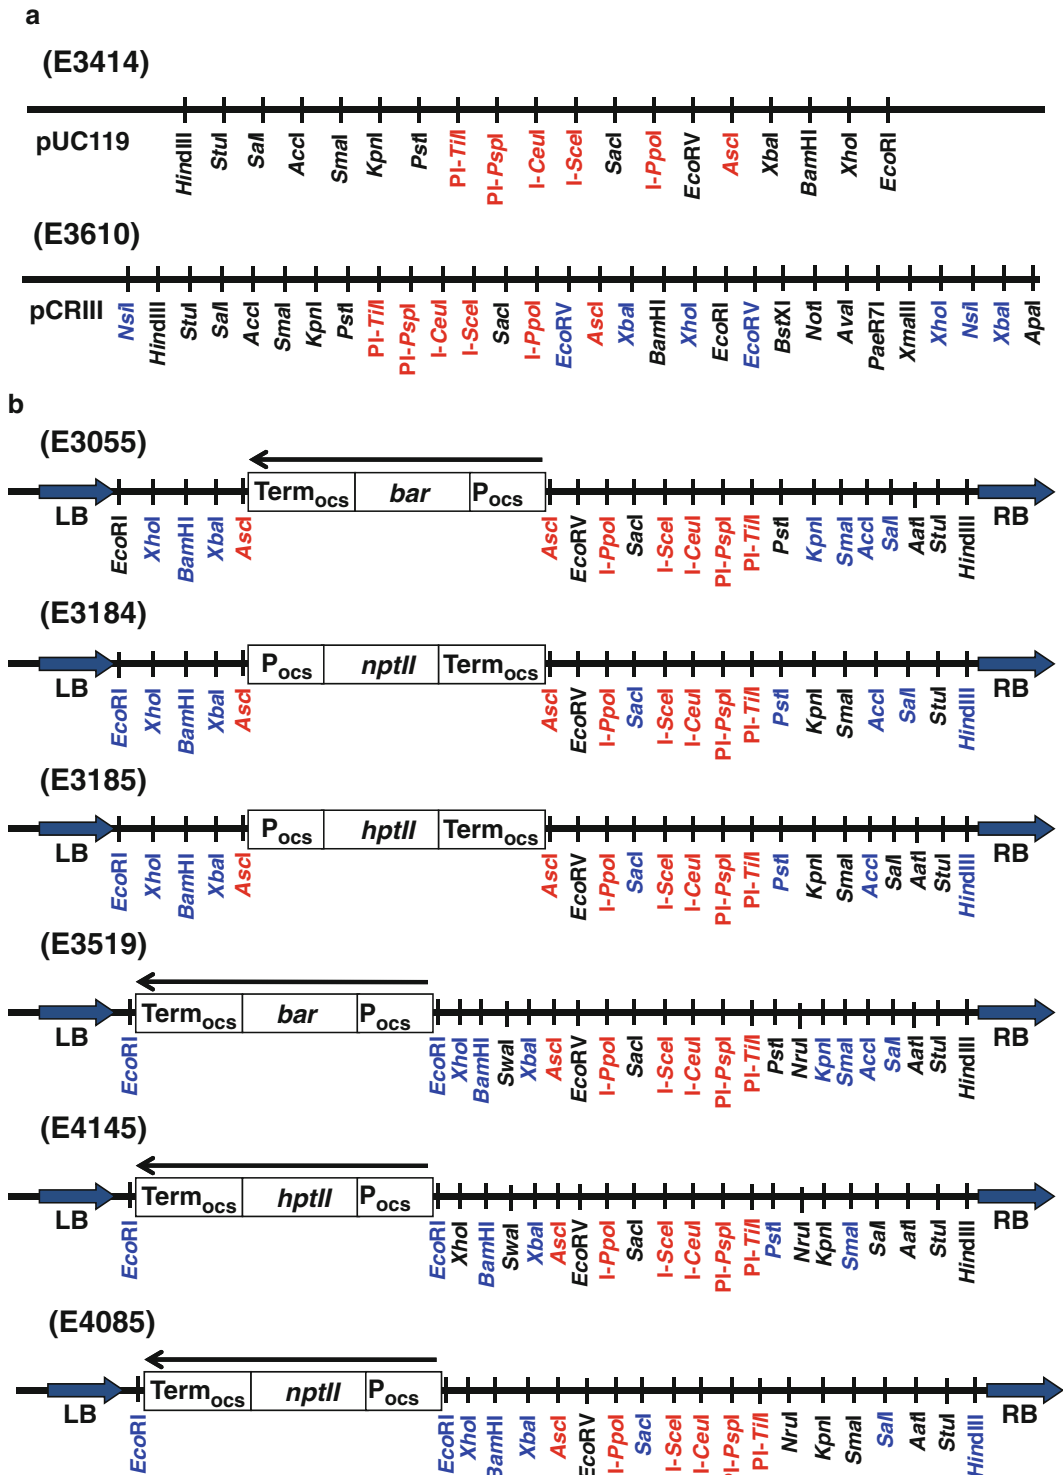 a
(E3414)
pUC119
HindIII StuI SalI AccI SmaI KpnI PstI PI-TilI PI-PspI I-CeuI I-SceI SacI I-PpoI EcoRV AscI XbaI BamHI XhoI EcoRI
(E3610)
pCRIII
NsiI HindIII StuI SalI AccI SmaI KpnI PstI PI-TilI PI-PspI I-CeuI I-SceI SacI I-PpoI EcoRV AscI XbaI BamHI XhoI EcoRI EcoRV BstXI NotI AvaI PaeR7I XmaIII XhoI NsiI XbaI ApaI
b
(E3055)
Termocs bar Pocs
LB RB
EcoRI XhoI BamHI XbaI AscI AscI EcoRV I-PpoI SacI I-SceI I-CeuI PI-PspI PI-TilI PstI KpnI SmaI AccI SalI AatI StuI HindIII
(E3184)
Pocs nptII Termocs
LB RB
EcoRI XhoI BamHI XbaI AscI AscI EcoRV I-PpoI SacI I-SceI I-CeuI PI-PspI PI-TilI PstI KpnI SmaI AccI SalI StuI HindIII
(E3185)
Pocs hptII Termocs
LB RB
EcoRI XhoI BamHI XbaI AscI AscI EcoRV I-PpoI SacI I-SceI I-CeuI PI-PspI PI-TilI PstI KpnI SmaI AccI SalI AatI StuI HindIII
(E3519)
Termocs bar Pocs
LB RB
EcoRI EcoRI XhoI BamHI SwaI XbaI AscI EcoRV I-PpoI SacI I-SceI I-CeuI PI-PspI PI-TilI PstI NruI KpnI SmaI AccI SalI AatI StuI HindIII
(E4145)
Termocs hptII Pocs
LB RB
EcoRI EcoRI XhoI BamHI SwaI XbaI AscI EcoRV I-PpoI SacI I-SceI I-CeuI PI-PspI PI-TilI PstI NruI KpnI SmaI SalI AatI StuI HindIII
(E4085)
Termocs nptII Pocs
LB RB
EcoRI EcoRI XhoI BamHI XbaI AscI EcoRV I-PpoI SacI I-SceI I-CeuI PI-PspI PI-TilI NruI KpnI SmaI SalI AatI StuI HindIII